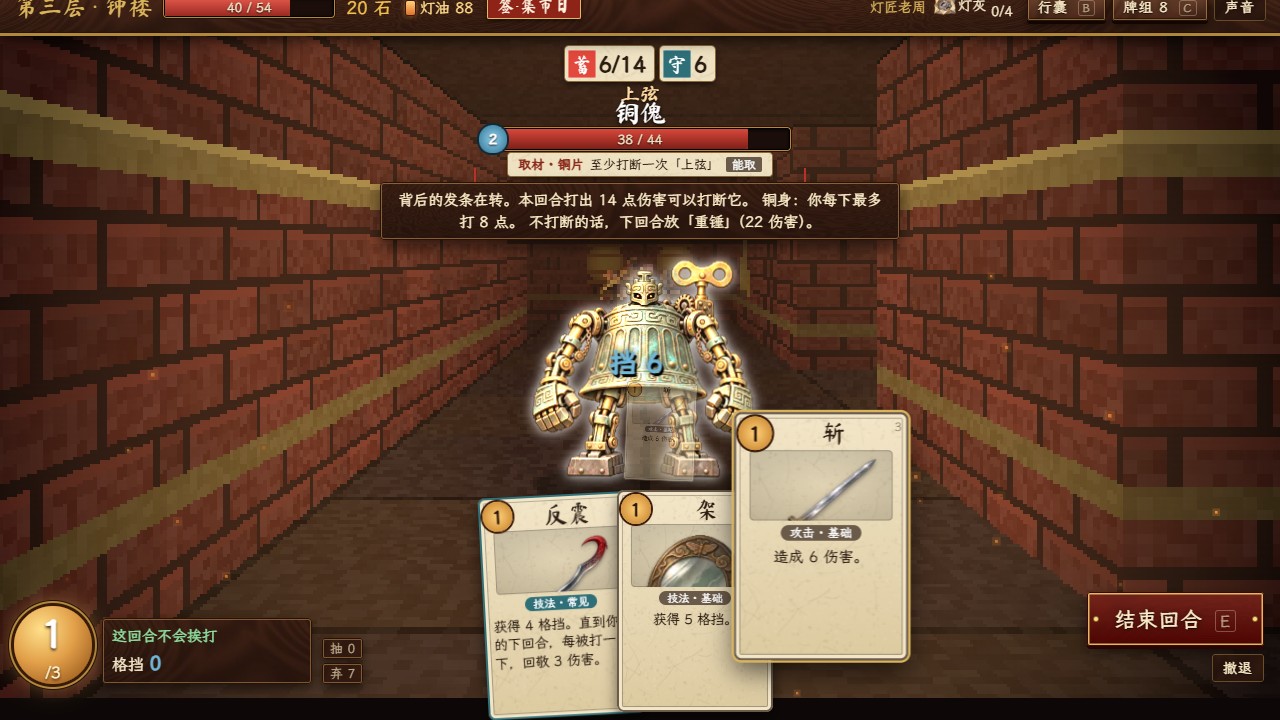 第三层·钟楼
40 / 54
20 石
灯油 88
签·集市日
灯匠老周
灯灰 0/4
行囊 B
牌组 8 C
声音
蓄 6/14
守 6
上弦
铜傀
2
38 / 44
取材·铜片 至少打断一次「上弦」 能取
背后的发条在转。本回合打出 14 点伤害可以打断它。 铜身：你每下最多
打 8 点。 不打断的话，下回合放「重锤」(22 伤害)。
挡 6
1 反震
技法·常见
获得 4 格挡。直到你
的下回合，每被打一
下，回敬 3 伤害。
1 架
技法·基础
获得 5 格挡。
1 斩 3
攻击·基础
造成 6 伤害。
1
/3
这回合不会挨打
格挡 0
抽 0
弃 7
结束回合 E
撤退